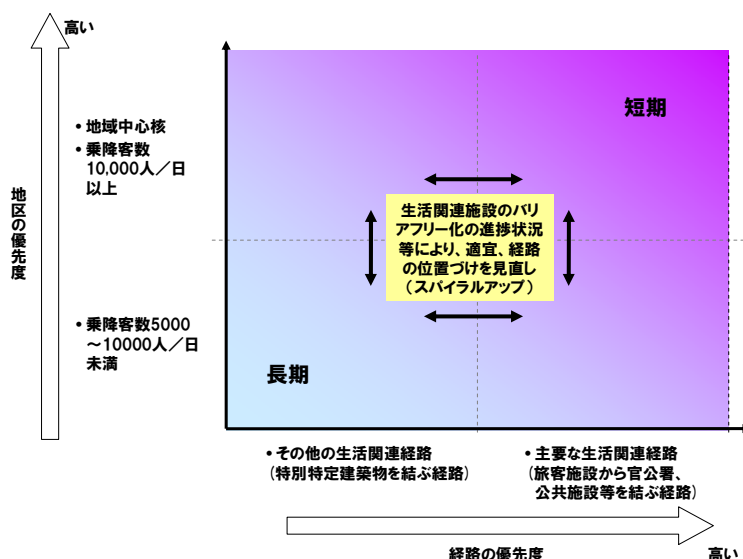 高い
・地域中心核
・乗降客数
10,000人／日
以上
地区の優先度
・乗降客数5000
～10000人／日
未満
短期
生活関連施設のバリ
アフリー化の進捗状況
等により、適宜、経路
の位置づけを見直し
（スパイラルアップ）
長期
・その他の生活関連経路
（特別特定建築物を結ぶ経路）
・主要な生活関連経路
（旅客施設から官公署、
公共施設等を結ぶ経路）
経路の優先度
高い